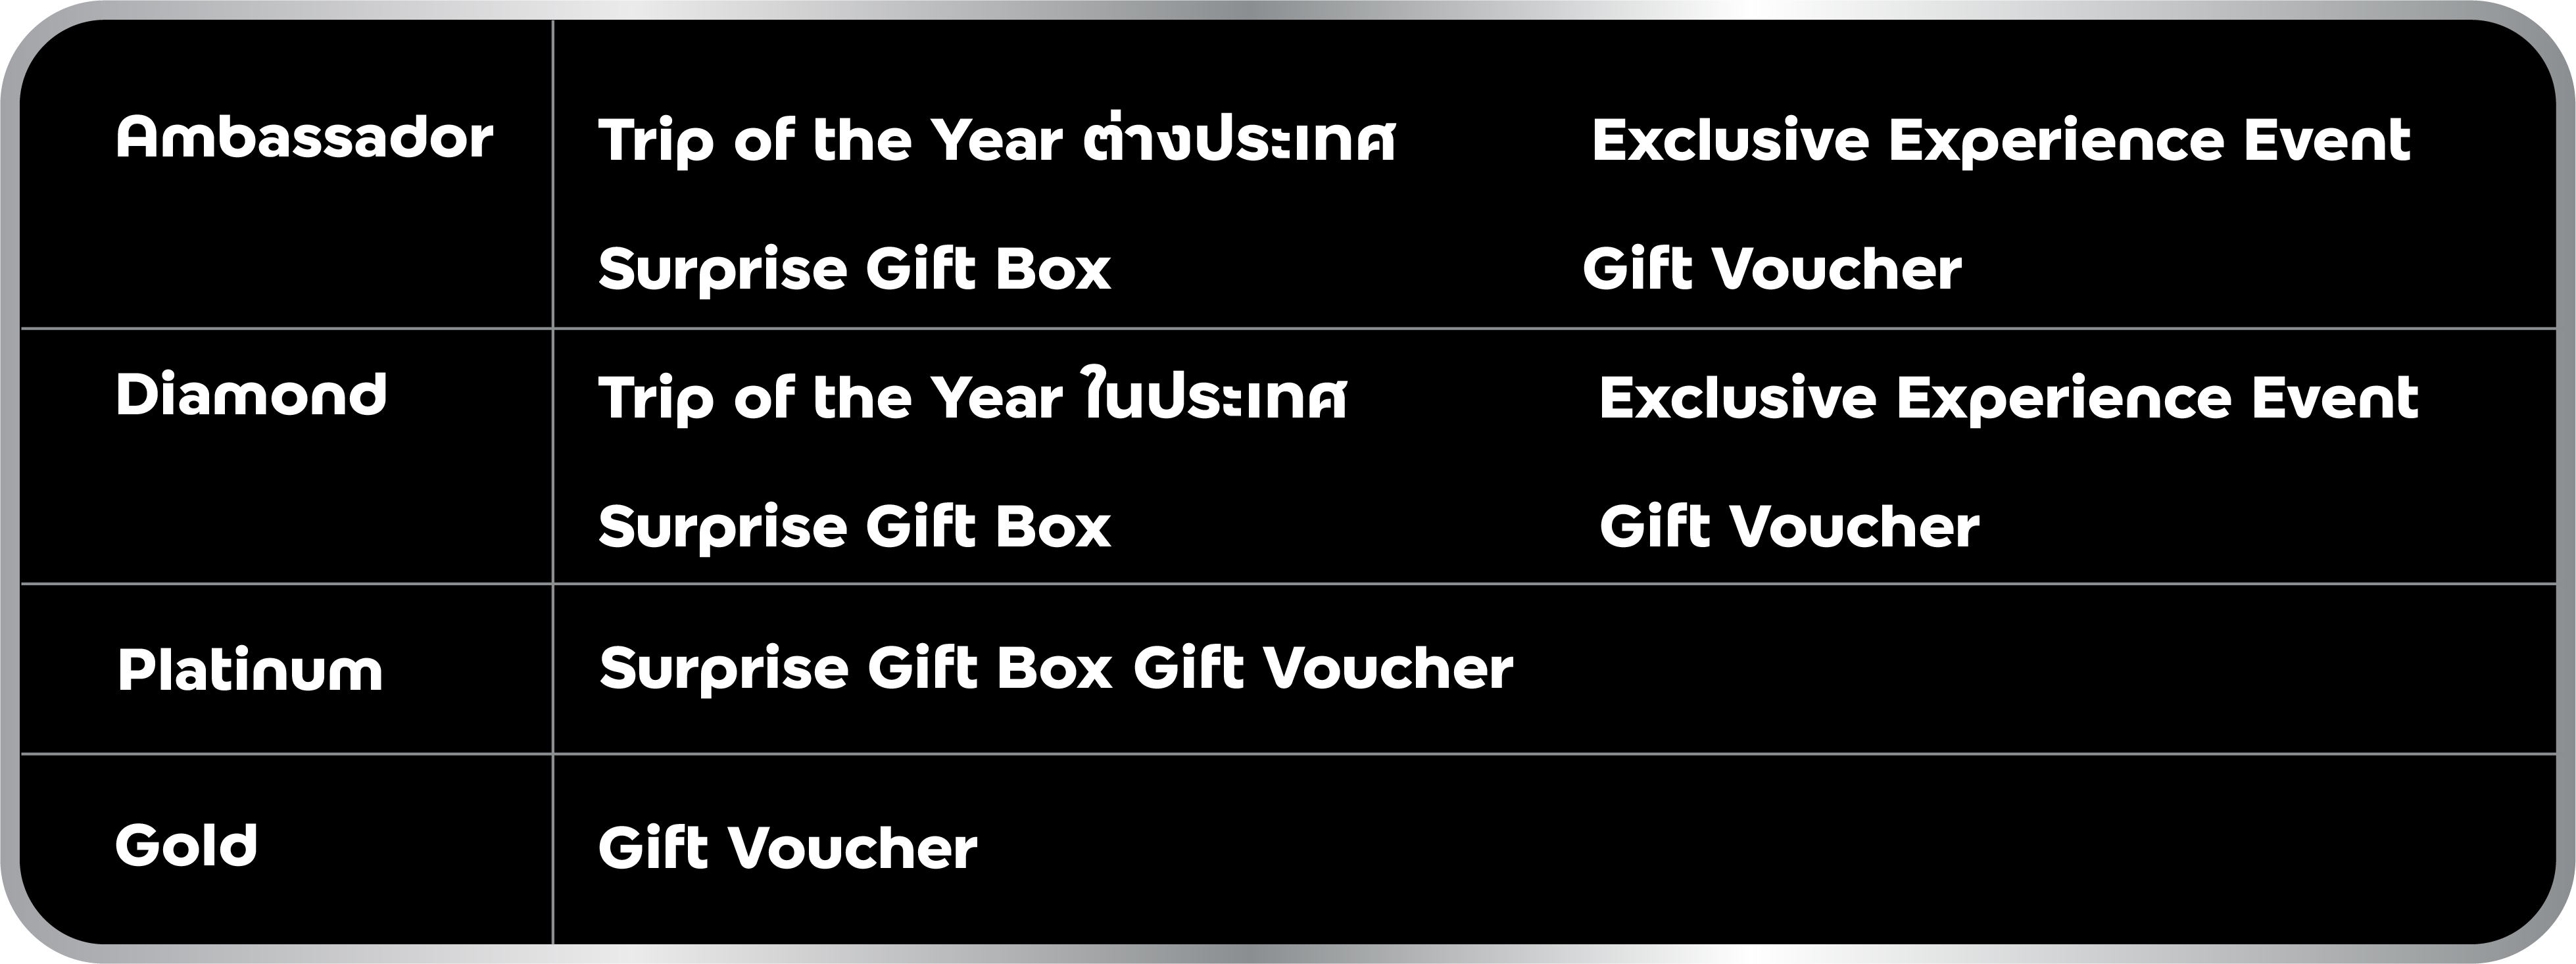 Ambassador Trip of the Year ต่างประเทศ Exclusive Experience Event
Surprise Gift Box Gift Voucher
Diamond Trip of the Year ในประเทศ Exclusive Experience Event
Surprise Gift Box Gift Voucher
Platinum Surprise Gift Box Gift Voucher
Gold Gift Voucher